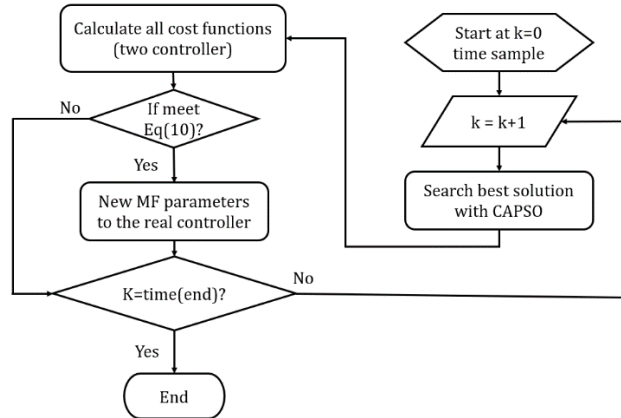 Calculate all cost functions
(two controller)
Start at k=0
time sample
No
If meet
Eq(10)?
k = k+1
Yes
Search best solution
with CAPSO
New MF parameters
to the real controller
K=time(end)?
No
Yes
End